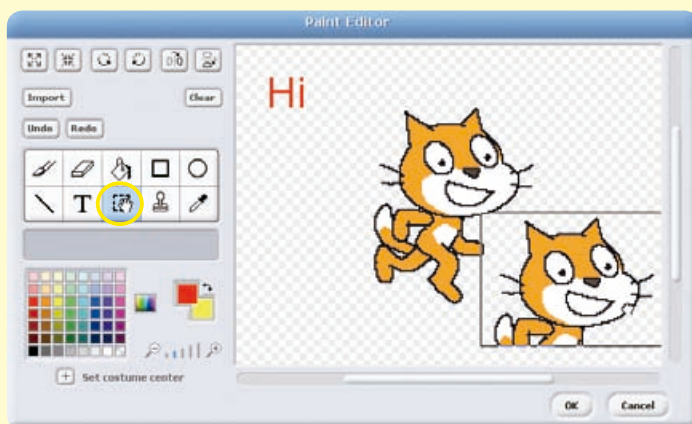 Paint Editor
Import
Clear
Undo
Redo
T
Set costume center
Hi
OK
Cancel